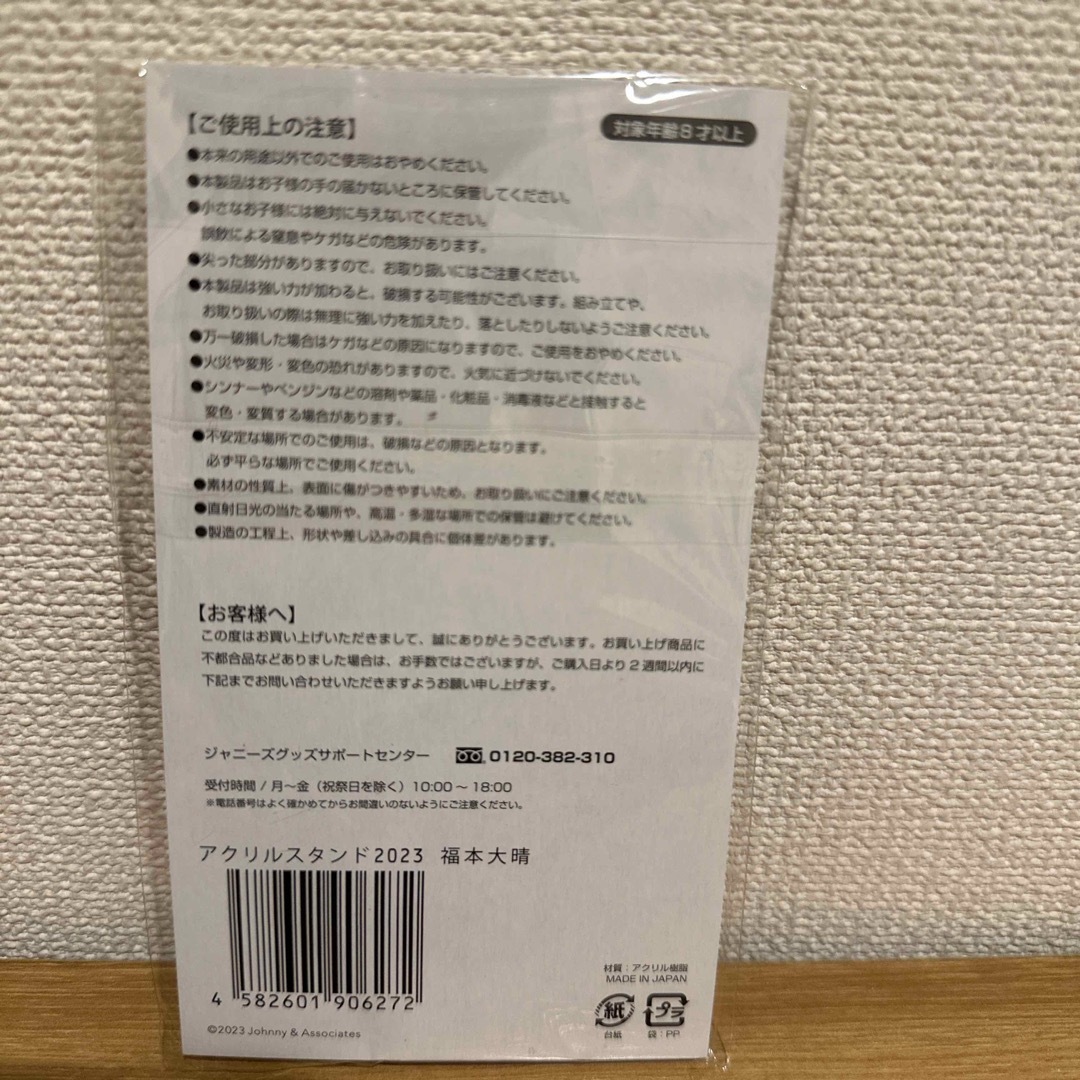 【ご使用上の注意】
対象年齢8才以上
●本来の用途以外でのご使用はおやめください。
●本製品はお子様の手の届かないところに保管してください。
●小さなお子様には絶対に与えないでください。
誤飲による窒息やケガなどの危険があります。
●尖った部分がありますので、お取り扱いにはご注意ください。
●本製品は強い力が加わると、破損する可能性がございます。組み立てや、
お取り扱いの際は無理に強い力を加えたり、落としたりしないようご注意ください。
●万一破損した場合はケガなどの原因になりますので、ご使用をおやめください。
●火災や変形・変色の恐れがありますので、火気に近づけないでください。
●シンナーやベンジンなどの溶剤や薬品・化粧品・消毒液などと接触すると
変色・変質する場合があります。
●不安定な場所でのご使用は、破損などの原因となります。
必ず平らな場所でご使用ください。
●素材の性質上、表面に傷がつきやすいため、お取り扱いにご注意ください。
●直射日光の当たる場所や、高温・多湿な場所での保管は避けてください。
●製造の工程上、形状や差し込みの具合に個体差があります。
【お客様へ】
この度はお買い上げいただきまして、誠にありがとうございます。お買い上げ商品に
不都合品などありました場合は、お手数ではございますが、ご購入日より2週間以内に
下記までお問い合わせいただきますようお願い申し上げます。
ジャニーズグッズサポートセンター 0120-382-310
受付時間/月~金（祝祭日を除く）10:00~18:00
※電話番号はよく確かめてからお間違いのないようにご注意ください。
アクリルスタンド2023 福本大晴
4 582601 906272
©2023 Johnny & Associates
材質:アクリル樹脂
MADE IN JAPAN
紙 プラ
台紙 袋:PP